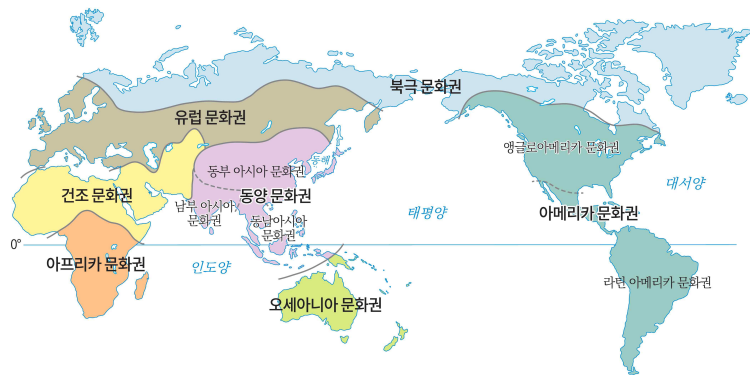 북극 문화권
유럽 문화권
앵글로아메리카 문화권
동해
동부 아시아 문화권
대서양
건조 문화권
동양 문화권
남부 아시아
문화권
태평양
아메리카 문화권
동남아시아
문화권
0°
아프리카 문화권
인도양
라틴 아메리카 문화권
오세아니아 문화권